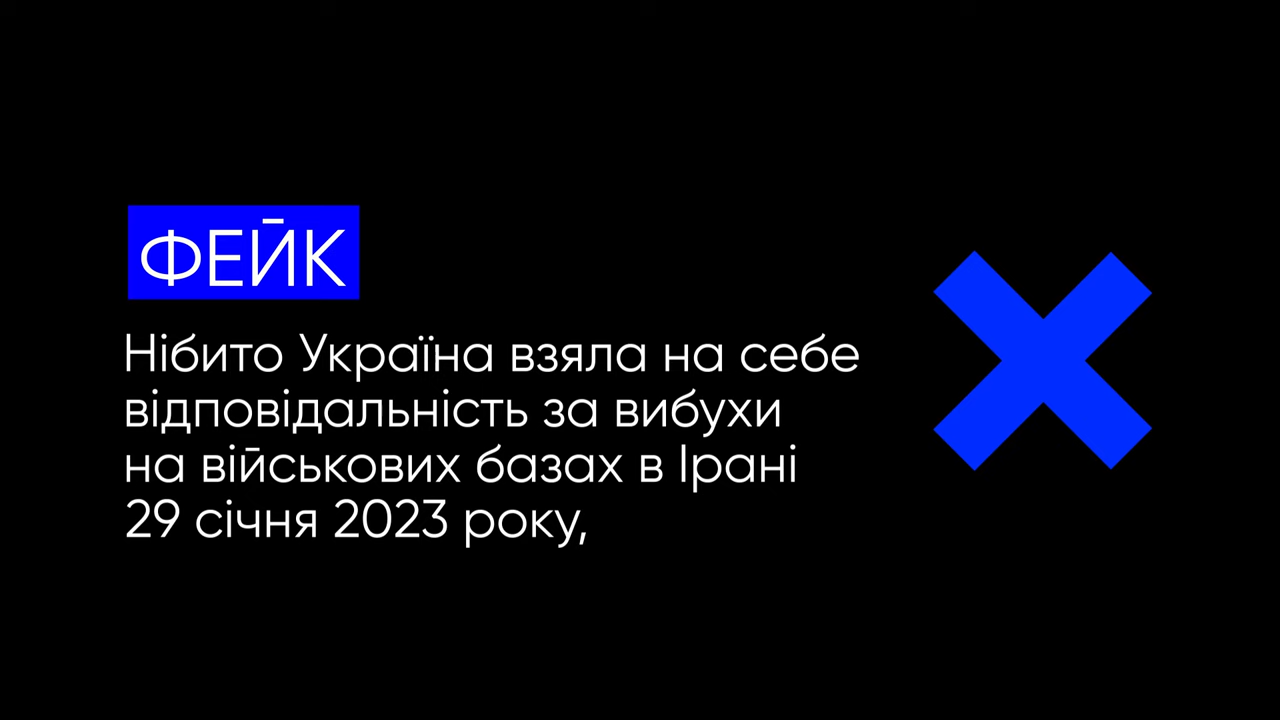 ФЕЙК
Нібито Україна взяла на себе
відповідальність за вибухи
на військових базах в Ірані
29 січня 2023 року,